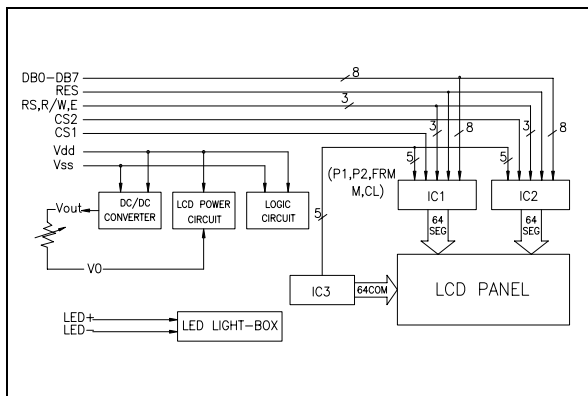 DB0-DB7
8
RES
RS,R/W,E
3
CS2
CS1
3
8
3
8
Vdd
Vss
5
5
(P1,P2,FRM
M,CL)
IC1
IC2
DC/DC
CONVERTER
LCD POWER
CIRCUIT
LOGIC
CIRCUIT
Vout
5
64
SEG
64
SEG
V0
IC3
64COM
LCD PANEL
LED+
LED-
LED LIGHT-BOX